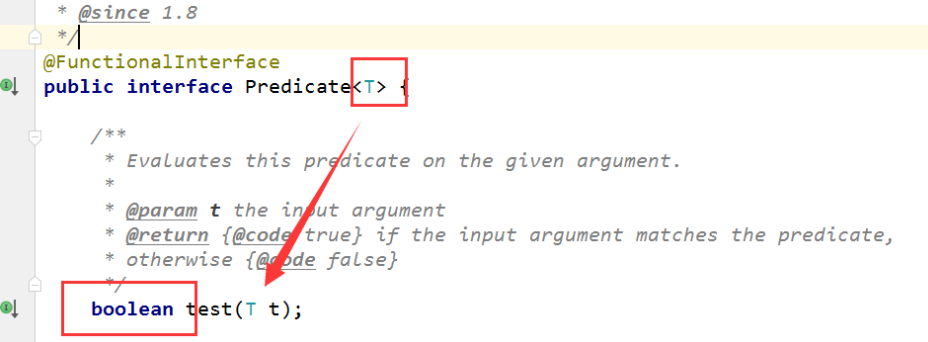 * @since 1.8
*/
@FunctionalInterface
public interface Predicate<T> {
/**
* Evaluates this predicate on the given argument.
*
* @param t the input argument
* @return {@code true} if the input argument matches the predicate,
* otherwise {@code false}
*/
boolean test(T t);